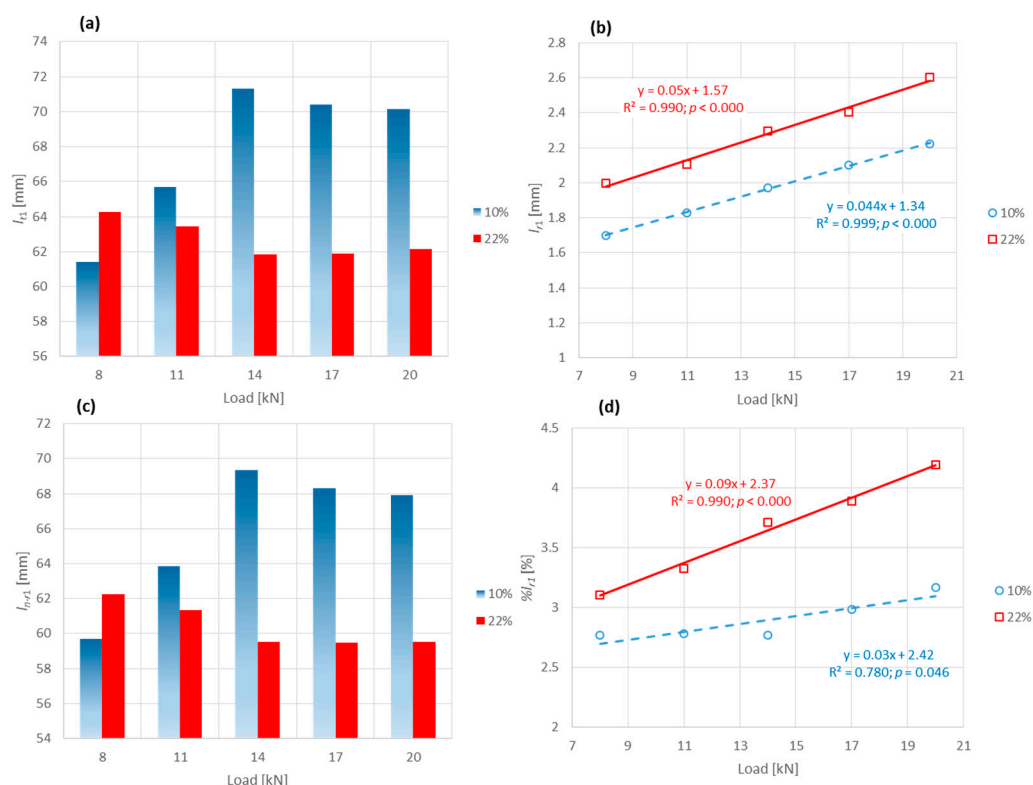 (a)
74
72
70
68
66
64
62
60
58
56
l_t1 [mm]
8 11 14 17 20
Load [kN]
10%
22%
(b)
2.8
2.6
2.4
2.2
2
1.8
1.6
1.4
1.2
1
l_r1 [mm]
y = 0.05x + 1.57
R² = 0.990; p < 0.000
y = 0.044x + 1.34
R² = 0.999; p < 0.000
7 9 11 13 15 17 19 21
Load [kN]
10%
22%
(c)
72
70
68
66
64
62
60
58
56
54
l_n-r1 [mm]
8 11 14 17 20
Load [kN]
10%
22%
(d)
4.5
4
3.5
3
2.5
2
%l_r1 [%]
y = 0.09x + 2.37
R² = 0.990; p < 0.000
y = 0.03x + 2.42
R² = 0.780; p = 0.046
7 9 11 13 15 17 19 21
Load [kN]
10%
22%